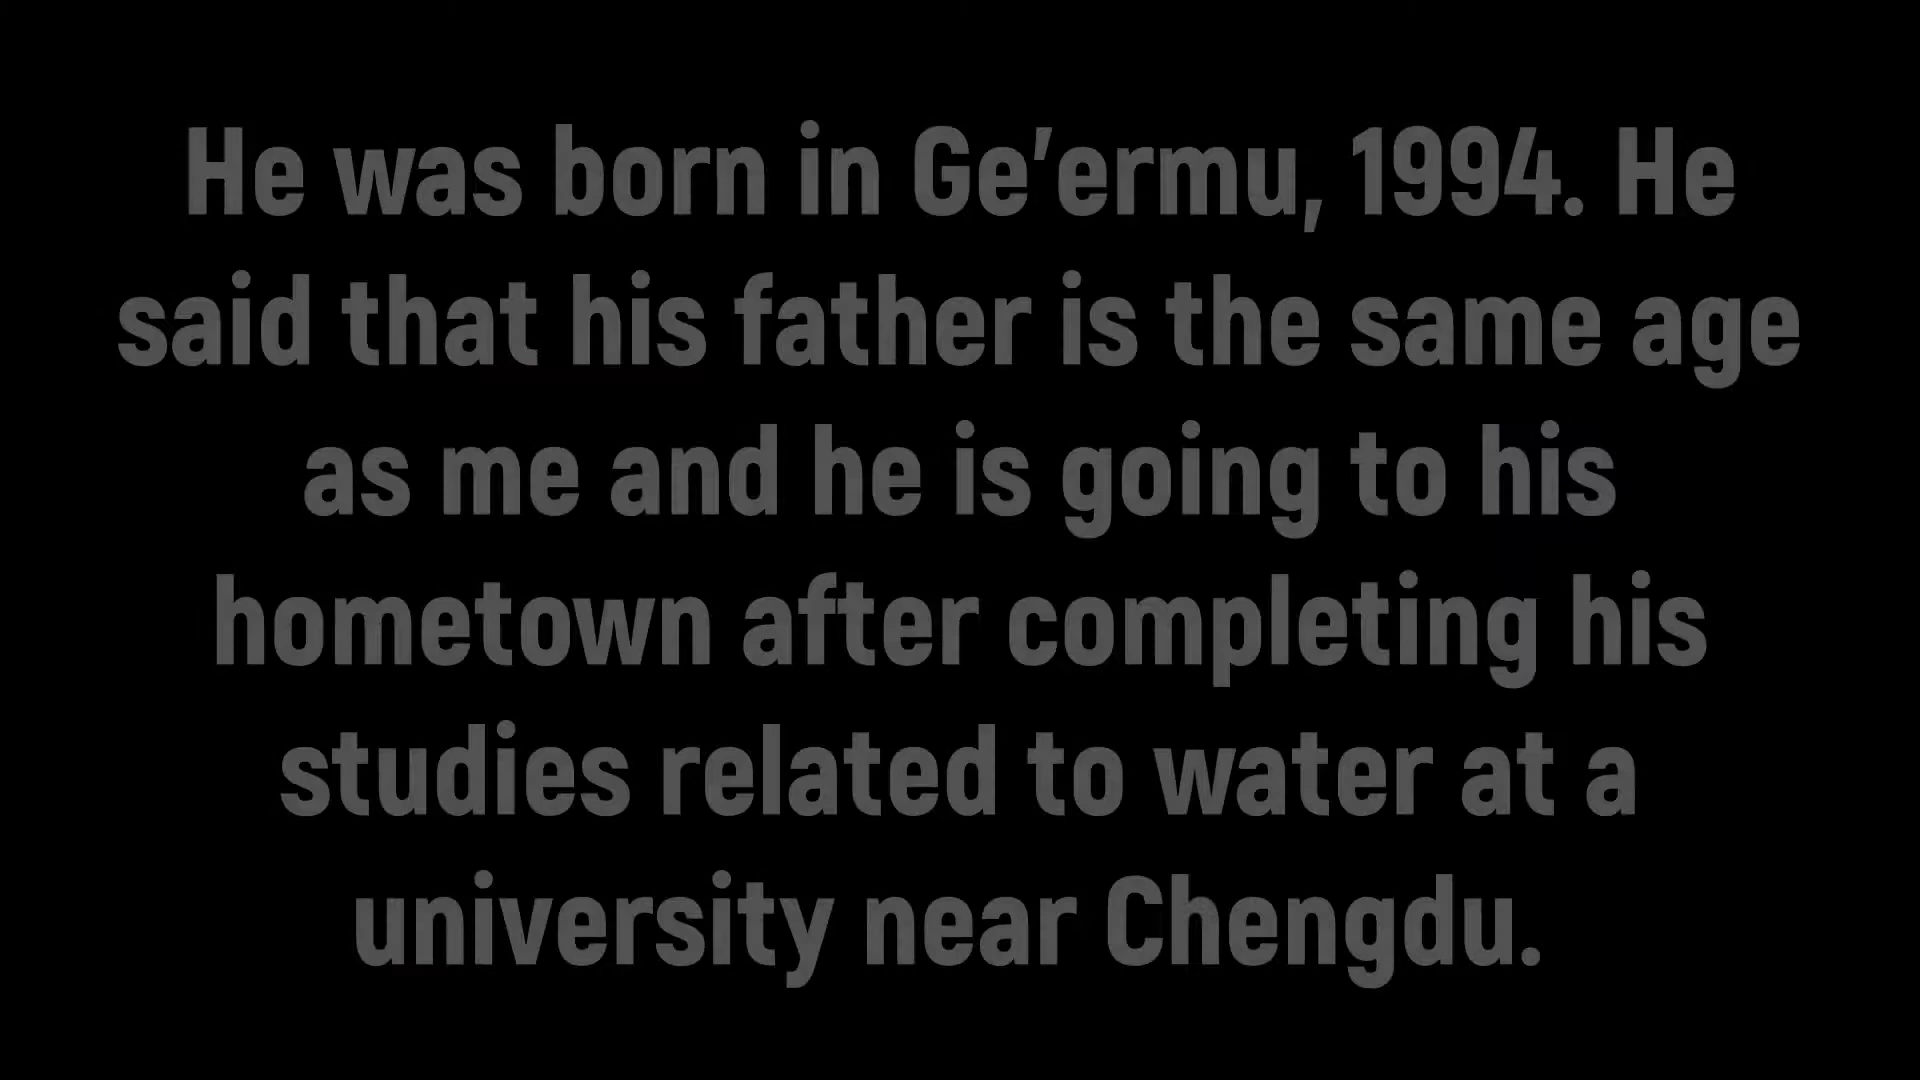 He was born in Ge’ermu, 1994. He
said that his father is the same age
as me and he is going to his
hometown after completing his
studies related to water at a
university near Chengdu.